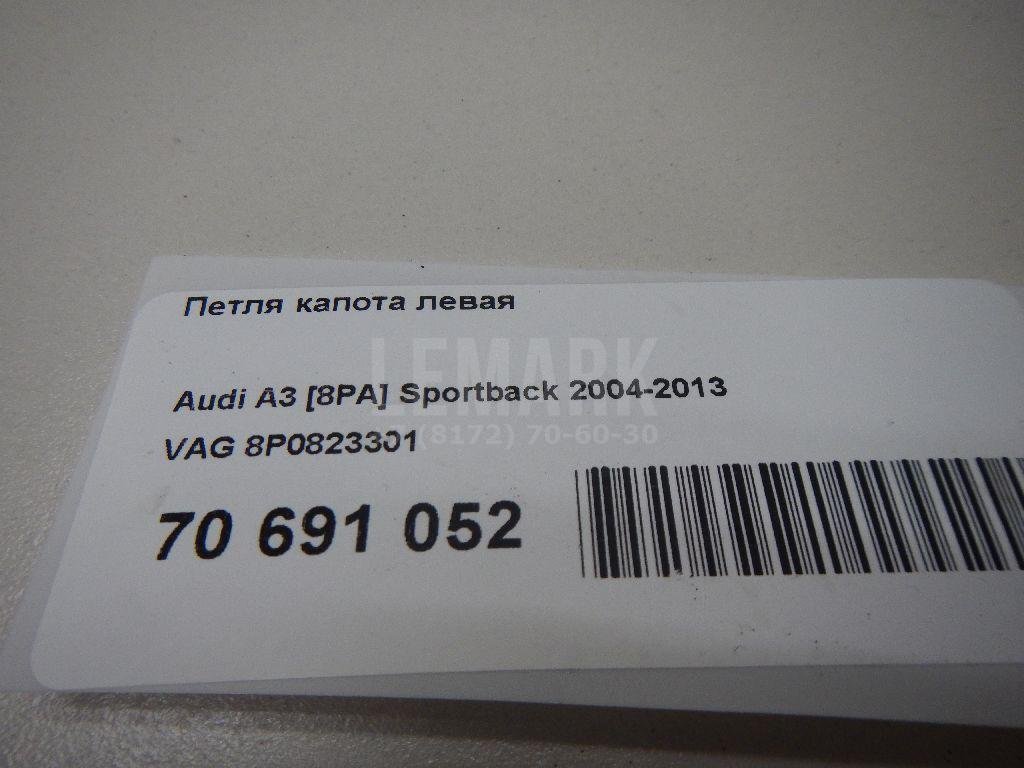 Петля капота левая
LEMARK
Audi A3 [8PA] Sportback 2004-2013
(8172) 70-60-30
VAG 8P0823301
70 691 052